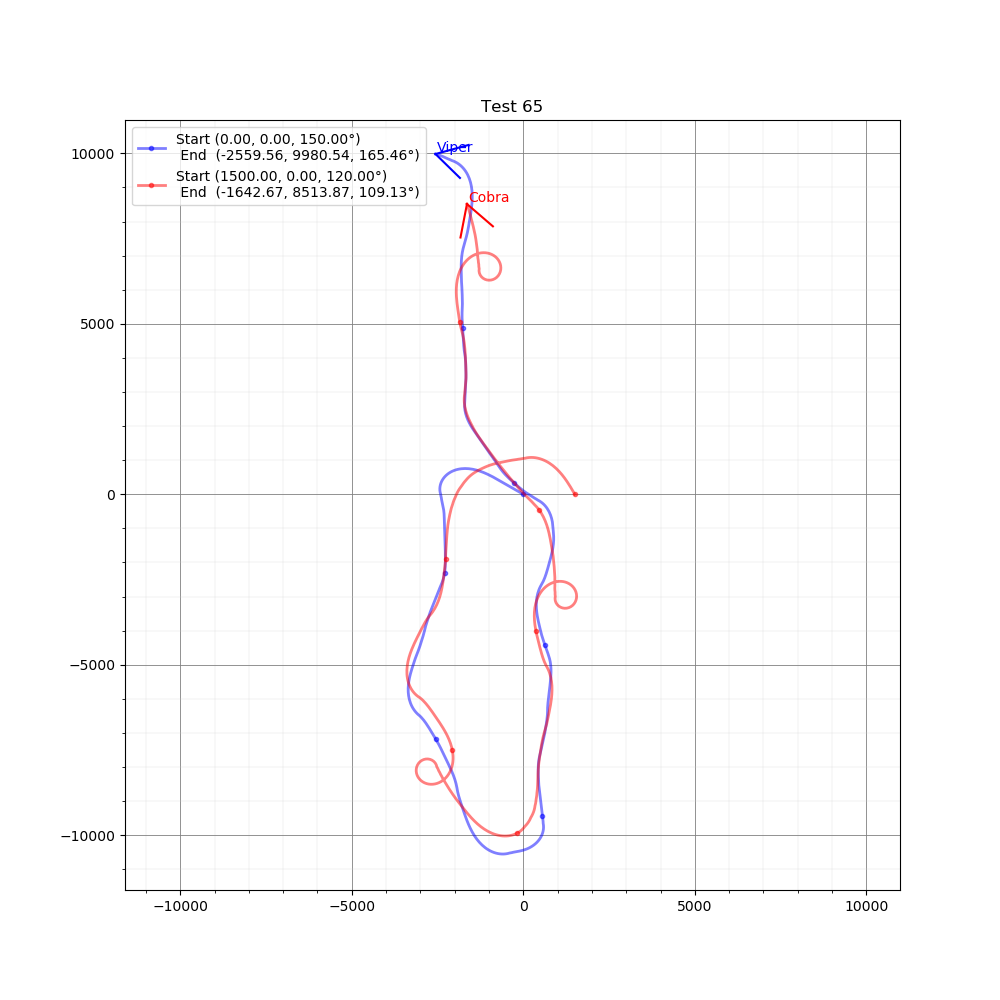 Test 65
Start (0.00, 0.00, 150.00°)
End (-2559.56, 9980.54, 165.46°)
Start (1500.00, 0.00, 120.00°)
End (-1642.67, 8513.87, 109.13°)
Viper
Cobra
10000
5000
0
−5000
−10000
−10000
−5000
0
5000
10000